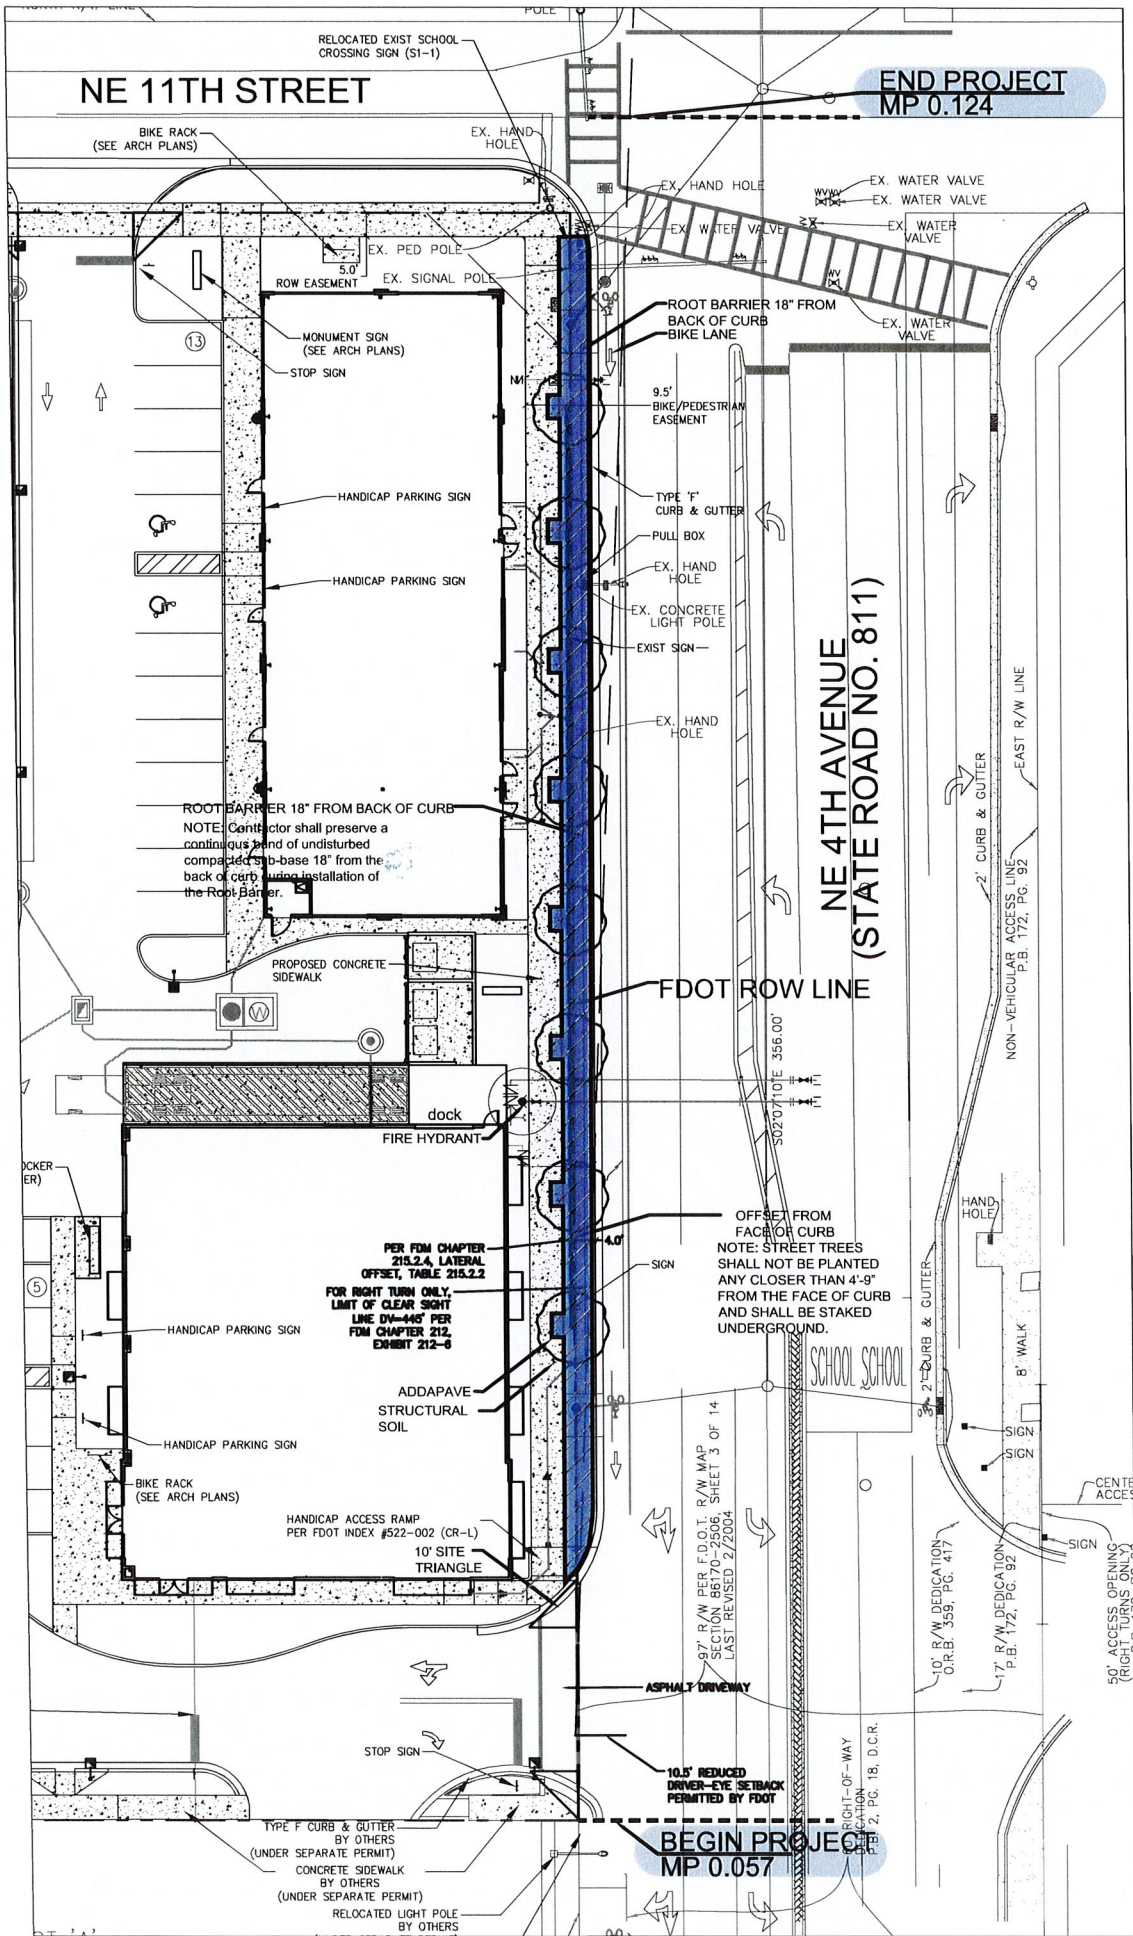 POLE
RELOCATED EXIST SCHOOL
CROSSING SIGN (S1-1)
NE 11TH STREET
END PROJECT
MP 0.124
BIKE RACK
(SEE ARCH PLANS)
EX. HAND
HOLE
EX. HAND HOLE
EX. WATER VALVE
EX. WATER VALVE
EX. WATER VALVE
EX. WATER
VALVE
EX. PED POLE
5.0'
ROW EASEMENT
EX. SIGNAL POLE
WV
EX. WATER
VALVE
ROOT BARRIER 18" FROM
BACK OF CURB
BIKE LANE
13
MONUMENT SIGN
(SEE ARCH PLANS)
STOP SIGN
9.5'
BIKE/PEDESTRIAN
EASEMENT
HANDICAP PARKING SIGN
TYPE 'F'
CURB & GUTTER
PULL BOX
EX. HAND
HOLE
HANDICAP PARKING SIGN
EX. CONCRETE
LIGHT POLE
EXIST SIGN
EX. HAND
HOLE
NE 4TH AVENUE
(STATE ROAD NO. 811)
2' CURB & GUTTER
EAST R/W LINE
NON-VEHICULAR ACCESS LINE
P.B. 172, PG. 92
ROOT BARRIER 18" FROM BACK OF CURB
NOTE: Contractor shall preserve a
continuous band of undisturbed
compacted sub-base 18" from the
back of curb during installation of
the Root Barrier.
PROPOSED CONCRETE
SIDEWALK
W
FDOT ROW LINE
S02°07'10"E 356.00'
dock
FIRE HYDRANT
OCKER
ER)
HAND
HOLE
PER FDM CHAPTER
215.2.4, LATERAL
OFFSET, TABLE 215.2.2
4.0'
OFFSET FROM
FACE OF CURB
NOTE: STREET TREES
SHALL NOT BE PLANTED
ANY CLOSER THAN 4'-9"
FROM THE FACE OF CURB
AND SHALL BE STAKED
UNDERGROUND.
SIGN
FOR RIGHT TURN ONLY,
LIMIT OF CLEAR SIGHT
LINE DV=445' PER
FDM CHAPTER 212,
EXHIBIT 212-6
5
HANDICAP PARKING SIGN
SCHOOL SCHOOL
2' CURB & GUTTER
8' WALK
ADDAPAVE
STRUCTURAL
SOIL
HANDICAP PARKING SIGN
SIGN
SIGN
BIKE RACK
(SEE ARCH PLANS)
CENTE
ACCES
HANDICAP ACCESS RAMP
PER FDOT INDEX #522-002 (CR-L)
10' SITE
TRIANGLE
SIGN
97' R/W PER F.D.O.T. R/W MAP
SECTION 86170-2506, SHEET 3 OF 14
LAST REVISED 2/2004
10' R/W DEDICATION
O.R.B. 359, PG. 417
17' R/W DEDICATION
P.B. 172, PG. 92
50' ACCESS OPENING
(RIGHT TURNS ONLY)
ASPHALT DRIVEWAY
STOP SIGN
10.5' REDUCED
DRIVER-EYE SETBACK
PERMITTED BY FDOT
RIGHT-OF-WAY
DEDICATION
P.B. 2, PG. 18, D.C.R.
TYPE F CURB & GUTTER
BY OTHERS
(UNDER SEPARATE PERMIT)
BEGIN PROJECT
MP 0.057
CONCRETE SIDEWALK
BY OTHERS
(UNDER SEPARATE PERMIT)
RELOCATED LIGHT POLE
BY OTHERS